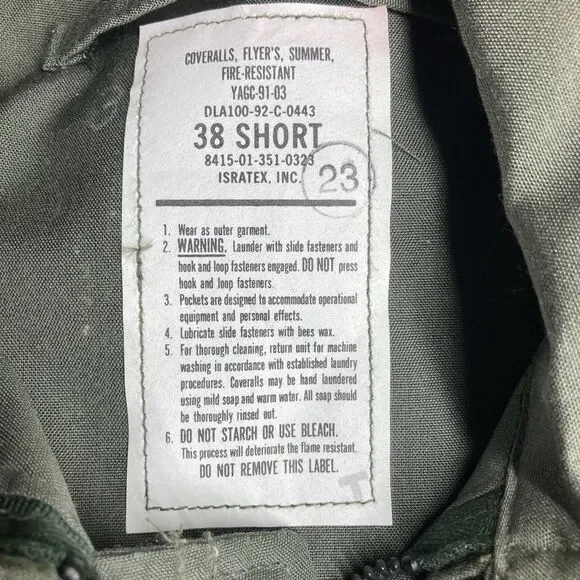 COVERALLS, FLYER'S, SUMMER,
FIRE-RESISTANT
YAGC-91-03
DLA100-92-C-0443
38 SHORT
8415-01-351-0323
ISRATEX, INC.
23
1. Wear as outer garment.
2. WARNING. Launder with slide fasteners and
hook and loop fasteners engaged. DO NOT press
hook and loop fasteners.
3. Pockets are designed to accommodate operational
equipment and personal effects.
4. Lubricate slide fasteners with bees wax.
5. For thorough cleaning, return unit for machine
washing in accordance with established laundry
procedures. Coveralls may be hand laundered
using mild soap and warm water. All soap should
be thoroughly rinsed out.
6. DO NOT STARCH OR USE BLEACH.
This process will deteriorate the flame resistant.
DO NOT REMOVE THIS LABEL.
T